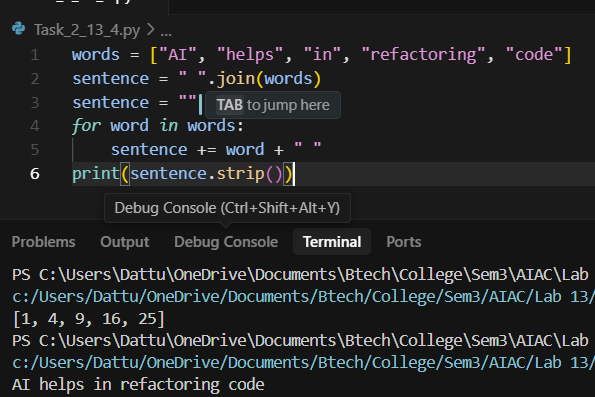 Task_2_13_4.py > ...
1 words = ["AI", "helps", "in", "refactoring", "code"]
2 sentence = " ".join(words)
3 sentence = "" TAB to jump here
4 for word in words:
5 sentence += word + " "
6 print(sentence.strip())
Debug Console (Ctrl+Shift+Alt+Y)
Problems Output Debug Console Terminal Ports
PS C:\Users\Dattu\OneDrive\Documents\Btech\College\Sem3\AIAC\Lab
c:/Users/Dattu/OneDrive/Documents/Btech/College/Sem3/AIAC/Lab 13/
[1, 4, 9, 16, 25]
PS C:\Users\Dattu\OneDrive\Documents\Btech\College\Sem3\AIAC\Lab
c:/Users/Dattu/OneDrive/Documents/Btech/College/Sem3/AIAC/Lab 13/
AI helps in refactoring code